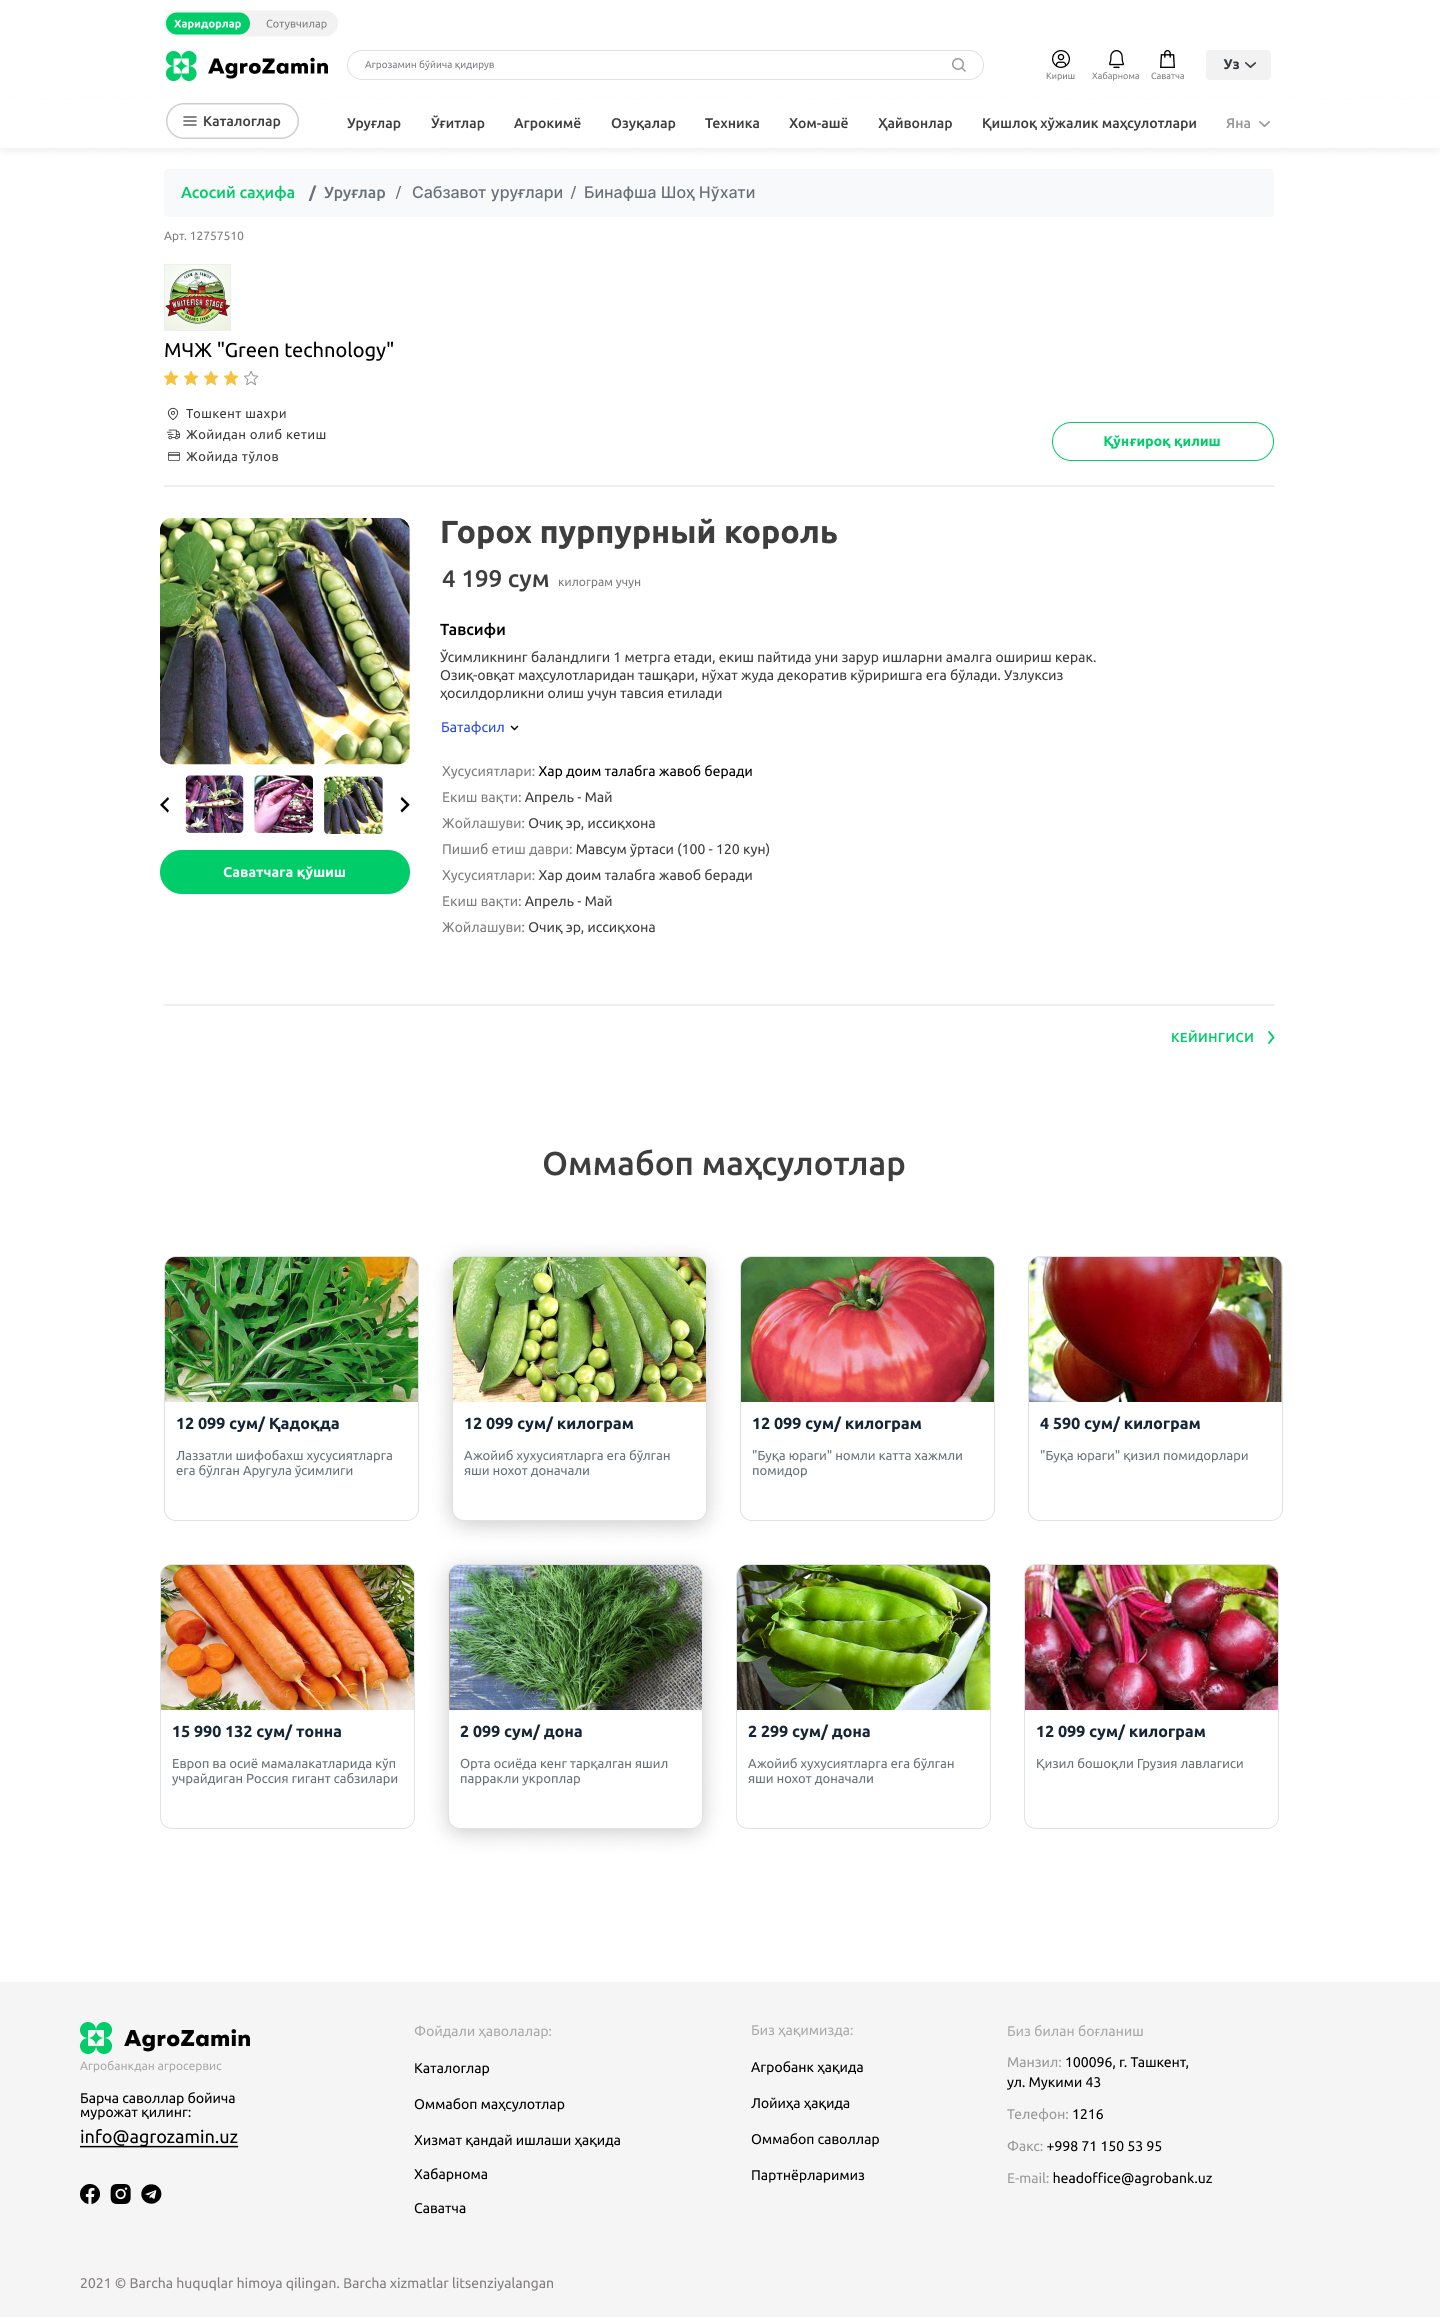 Харидорлар Сотувчилар
AgroZamin
Агрозамин бўйича қидирув
Кириш Хабарнома Саватча
Уз
Каталоглар
Уруғлар Ўғитлар Агрокимё Озуқалар Техника Хом-ашё Ҳайвонлар Қишлоқ хўжалик маҳсулотлари Яна
Асосий саҳифа / Уруғлар / Сабзавот уруғлари / Бинафша Шоҳ Нўхати
Арт. 12757510
WHITEFISH STAGE
МЧЖ "Green technology"
Тошкент шахри
Жойидан олиб кетиш
Жойида тўлов
Қўнғироқ қилиш
Горох пурпурный король
4 199 сум килограм учун
Тавсифи
Ўсимликнинг баландлиги 1 метрга етади, екиш пайтида уни зарур ишларни амалга ошириш керак.
Озиқ-овқат маҳсулотларидан ташқари, нўхат жуда декоратив кўриришга ега бўлади. Узлуксиз
ҳосилдорликни олиш учун тавсия етилади
Батафсил
Хусусиятлари: Хар доим талабга жавоб беради
Екиш вақти: Апрель - Май
Жойлашуви: Очиқ эр, иссиқхона
Пишиб етиш даври: Мавсум ўртаси (100 - 120 кун)
Хусусиятлари: Хар доим талабга жавоб беради
Екиш вақти: Апрель - Май
Жойлашуви: Очиқ эр, иссиқхона
Саватчага қўшиш
КЕЙИНГИСИ
Оммабоп маҳсулотлар
12 099 сум/ Қадоқда
Лаззатли шифобахш хусусиятларга
ега бўлган Аругула ўсимлиги
12 099 сум/ килограм
Ажойиб хухусиятларга ега бўлган
яши нохот доначали
12 099 сум/ килограм
"Буқа юраги" номли катта хажмли
помидор
4 590 сум/ килограм
"Буқа юраги" қизил помидорлари
15 990 132 сум/ тонна
Европ ва осиё мамалакатларида кўп
учрайдиган Россия гигант сабзилари
2 099 сум/ дона
Орта осиёда кенг тарқалган яшил
парракли укроплар
2 299 сум/ дона
Ажойиб хухусиятларга ега бўлган
яши нохот доначали
12 099 сум/ килограм
Қизил бошоқли Грузия лавлагиси
AgroZamin
Агробанкдан агросервис
Барча саволлар бойича
мурожат қилинг:
info@agrozamin.uz
Фойдали ҳаволалар:
Каталоглар
Оммабоп маҳсулотлар
Хизмат қандай ишлаши ҳақида
Хабарнома
Саватча
Биз ҳақимизда:
Агробанк ҳақида
Лойиҳа ҳақида
Оммабоп саволлар
Партнёрларимиз
Биз билан боғланиш
Манзил: 100096, г. Ташкент,
ул. Мукими 43
Телефон: 1216
Факс: +998 71 150 53 95
E-mail: headoffice@agrobank.uz
2021 © Barcha huquqlar himoya qilingan. Barcha xizmatlar litsenziyalangan